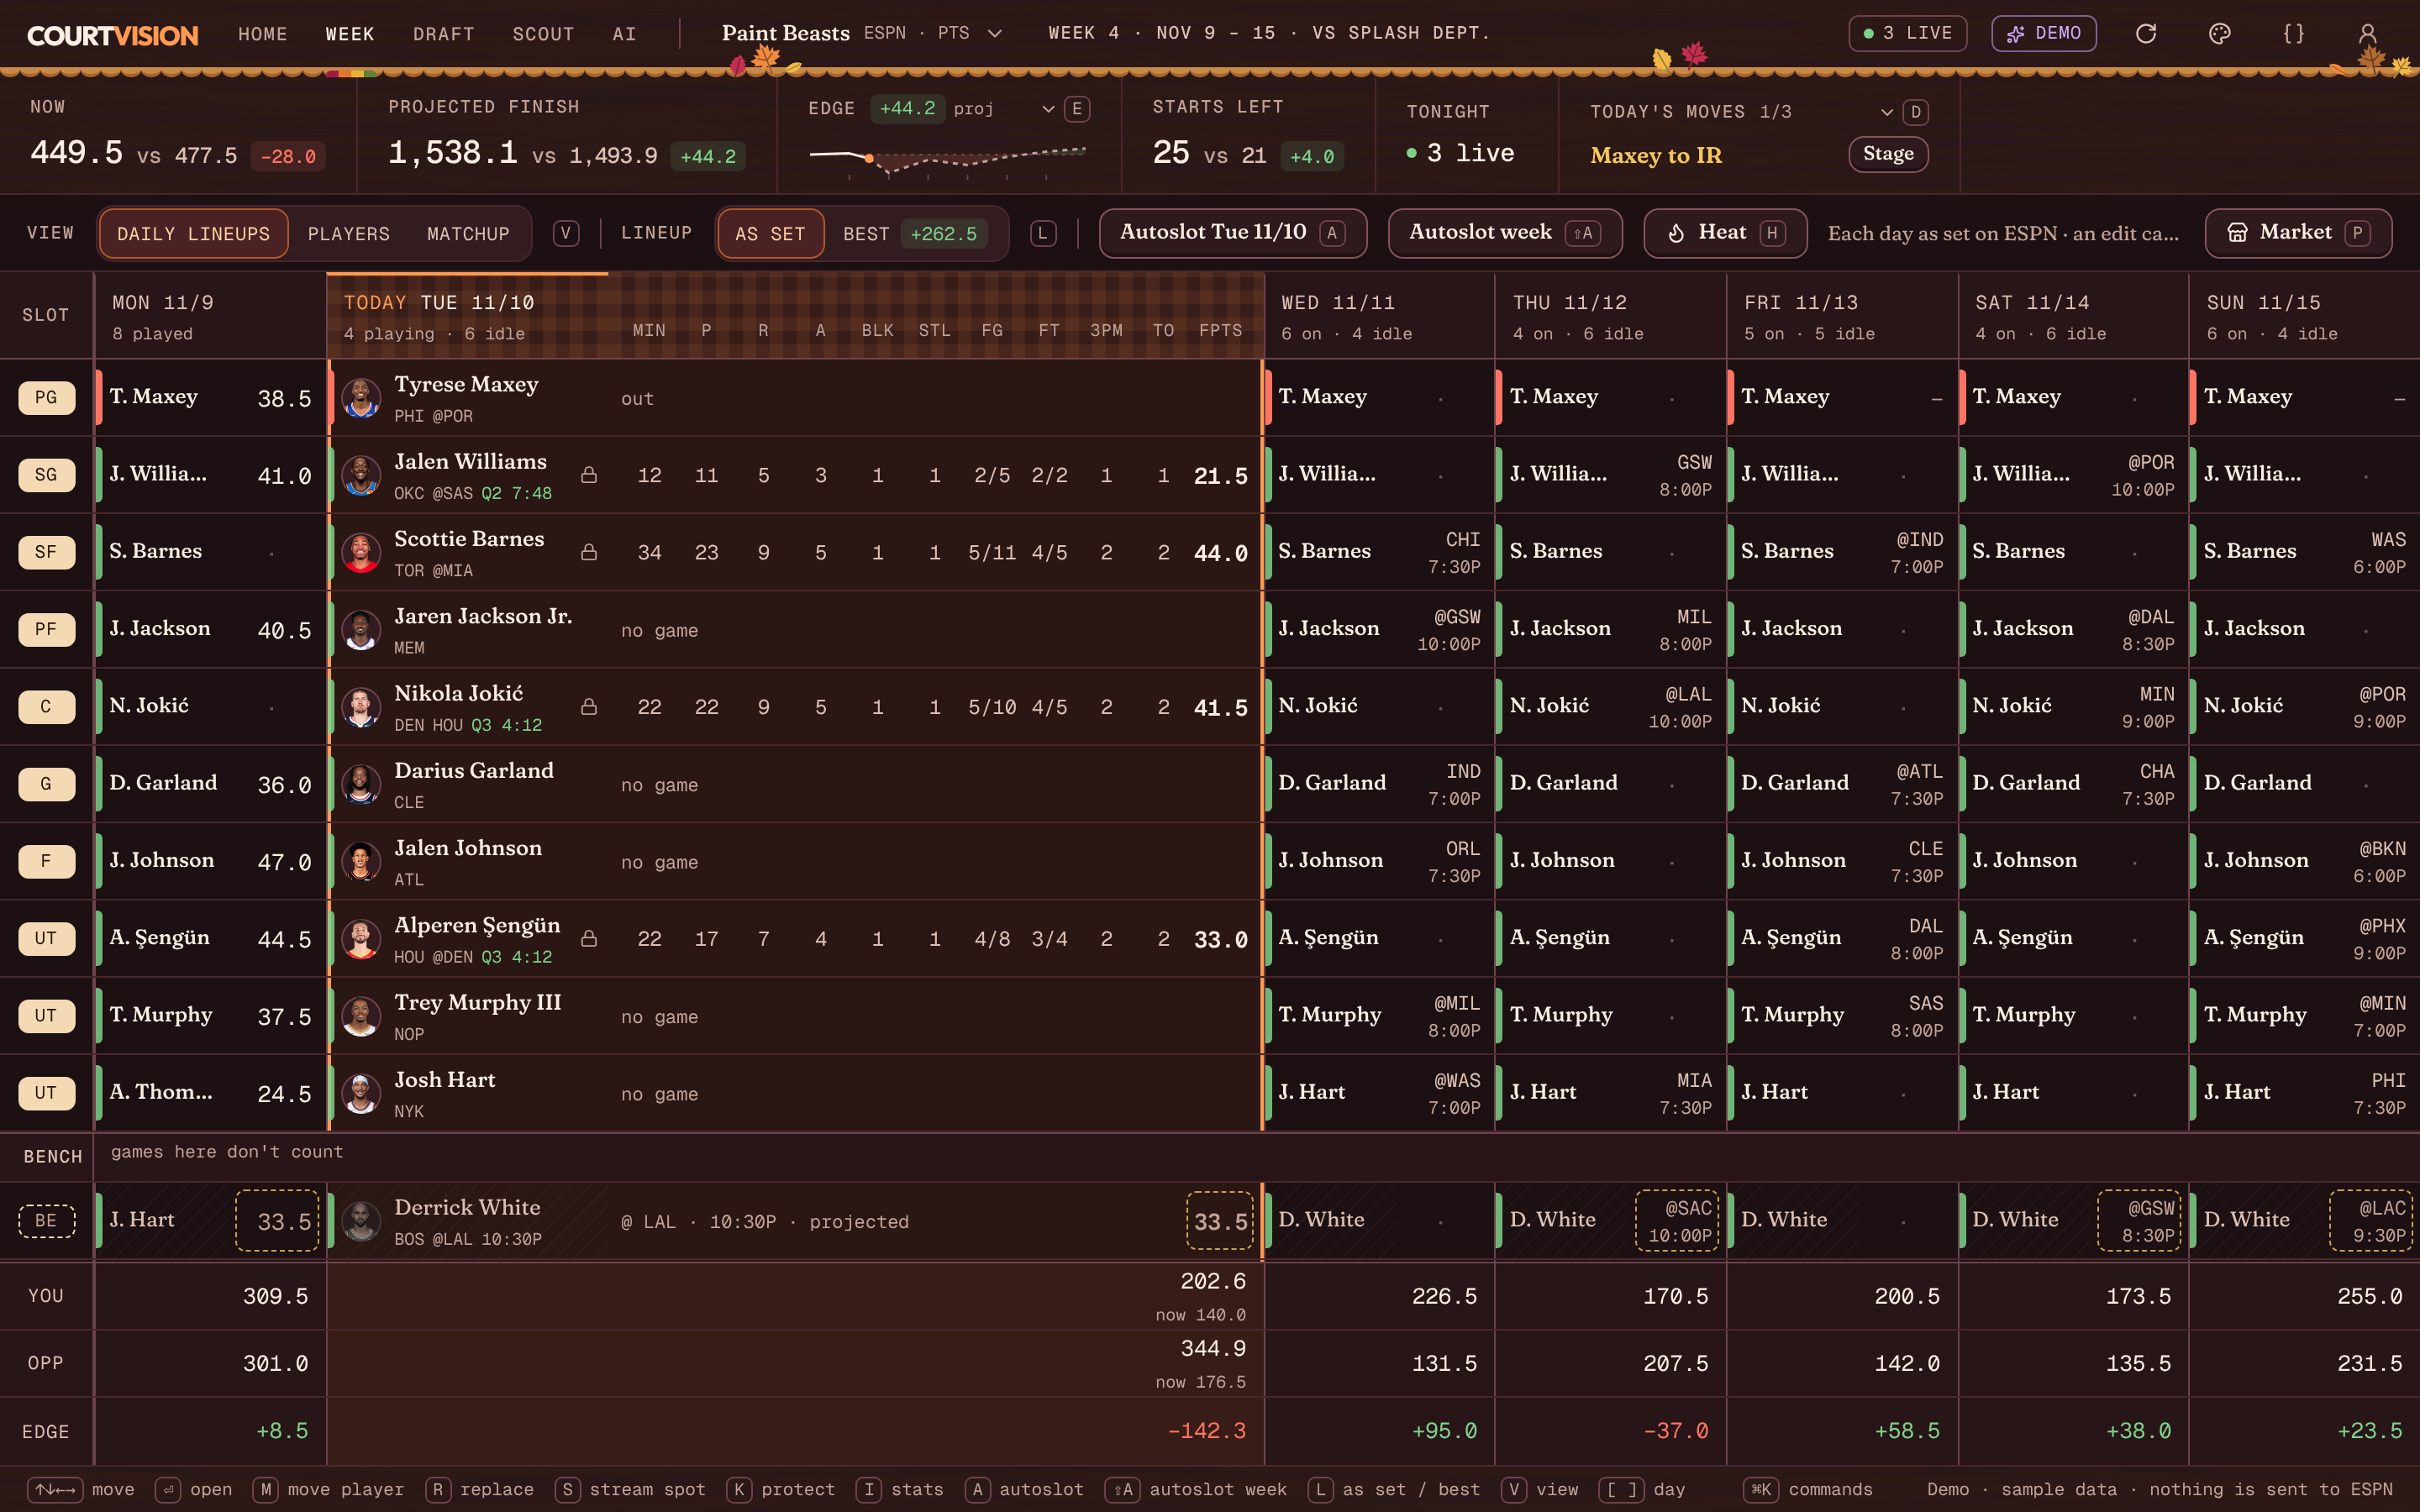 COURTVISION HOME WEEK DRAFT SCOUT AI Paint Beasts ESPN · PTS WEEK 4 · NOV 9 – 15 · VS SPLASH DEPT. 3 LIVE DEMO { }
NOW PROJECTED FINISH EDGE +44.2 proj E STARTS LEFT TONIGHT TODAY'S MOVES 1/3 D
449.5 vs 477.5 −28.0 1,538.1 vs 1,493.9 +44.2 25 vs 21 +4.0 3 live Maxey to IR Stage
VIEW DAILY LINEUPS PLAYERS MATCHUP V LINEUP AS SET BEST +262.5 L Autoslot Tue 11/10 A Autoslot week ⇧A Heat H Each day as set on ESPN · an edit ca... Market P
SLOT MON 11/9 TODAY TUE 11/10 WED 11/11 THU 11/12 FRI 11/13 SAT 11/14 SUN 11/15
8 played 4 playing · 6 idle MIN P R A BLK STL FG FT 3PM TO FPTS 6 on · 4 idle 4 on · 6 idle 5 on · 5 idle 4 on · 6 idle 6 on · 4 idle
PG T. Maxey 38.5 Tyrese Maxey out T. Maxey · T. Maxey · T. Maxey – T. Maxey · T. Maxey –
PHI @POR
SG J. Willia... 41.0 Jalen Williams 12 11 5 3 1 1 2/5 2/2 1 1 21.5 J. Willia... · J. Willia... GSW J. Willia... · J. Willia... @POR J. Willia... ·
OKC @SAS Q2 7:48 8:00P 10:00P
SF S. Barnes · Scottie Barnes 34 23 9 5 1 1 5/11 4/5 2 2 44.0 S. Barnes CHI S. Barnes · S. Barnes @IND S. Barnes · S. Barnes WAS
TOR @MIA 7:30P 7:00P 6:00P
PF J. Jackson 40.5 Jaren Jackson Jr. no game J. Jackson @GSW J. Jackson MIL J. Jackson · J. Jackson @DAL J. Jackson ·
MEM 10:00P 8:00P 8:30P
C N. Jokić · Nikola Jokić 22 22 9 5 1 1 5/10 4/5 2 2 41.5 N. Jokić · N. Jokić @LAL N. Jokić · N. Jokić MIN N. Jokić @POR
DEN HOU Q3 4:12 10:00P 9:00P 9:00P
G D. Garland 36.0 Darius Garland no game D. Garland IND D. Garland · D. Garland @ATL D. Garland CHA D. Garland ·
CLE 7:00P 7:30P 7:30P
F J. Johnson 47.0 Jalen Johnson no game J. Johnson ORL J. Johnson · J. Johnson CLE J. Johnson · J. Johnson @BKN
ATL 7:30P 7:30P 6:00P
UT A. Şengün 44.5 Alperen Şengün 22 17 7 4 1 1 4/8 3/4 2 2 33.0 A. Şengün · A. Şengün · A. Şengün DAL A. Şengün · A. Şengün @PHX
HOU @DEN Q3 4:12 8:00P 9:00P
UT T. Murphy 37.5 Trey Murphy III no game T. Murphy @MIL T. Murphy · T. Murphy SAS T. Murphy · T. Murphy @MIN
NOP 8:00P 8:00P 7:00P
UT A. Thom... 24.5 Josh Hart no game J. Hart @WAS J. Hart MIA J. Hart · J. Hart · J. Hart PHI
NYK 7:00P 7:30P 7:30P
BENCH games here don't count
BE J. Hart 33.5 Derrick White @ LAL · 10:30P · projected 33.5 D. White · D. White @SAC D. White · D. White @GSW D. White @LAC
BOS @LAL 10:30P 10:00P 8:30P 9:30P
YOU 309.5 202.6 226.5 170.5 200.5 173.5 255.0
now 140.0
OPP 301.0 344.9 131.5 207.5 142.0 135.5 231.5
now 176.5
EDGE +8.5 −142.3 +95.0 −37.0 +58.5 +38.0 +23.5
↑↓←→ move ⏎ open M move player R replace S stream spot K protect I stats A autoslot ⇧A autoslot week L as set / best V view [ ] day ⌘K commands Demo · sample data · nothing is sent to ESPN